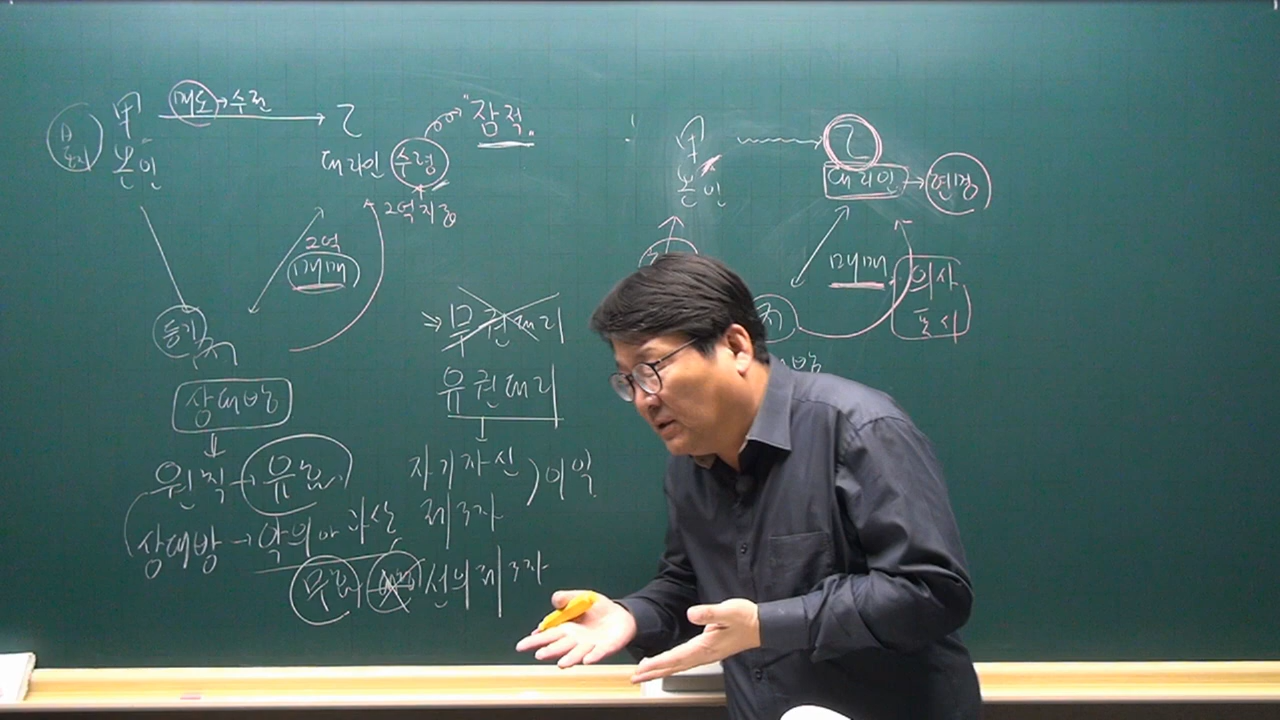 A 甲 매도→수권 乙 "잠적"
토지 본인 대리인 수령
2억지급
2억
매매
등기
丙
상대방
⇓
원칙→유효
상대방→악의 과실
무효 선의 제3자
⇒무권대리
유권대리
↓
자기자신 ) 이익
제3자
甲 乙
본인 대리인→현명
매매 의사
표시
丙